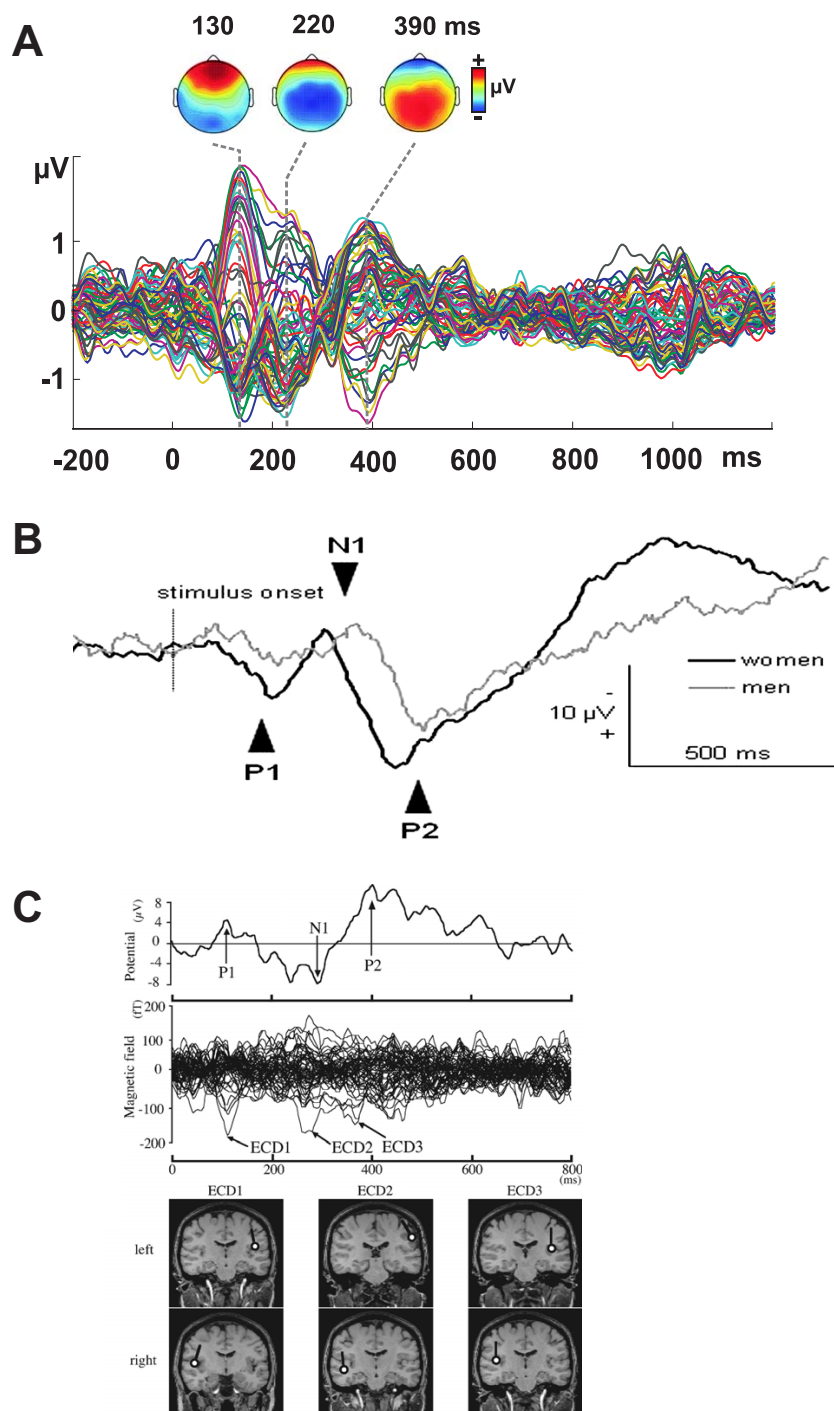 A
130 220 390 ms
+
µV
-
µV
1
0
-1
-200 0 200 400 600 800 1000 ms
B
N1
stimulus onset
women
men
-
10 µV
+
500 ms
P1
P2
C
(µV)
Potential
8
4
0
-4
-8
P1
N1
P2
(fT)
Magnetic field
200
100
0
-100
-200
ECD1
ECD2
ECD3
0 200 400 600 800
(ms)
ECD1 ECD2 ECD3
left
right